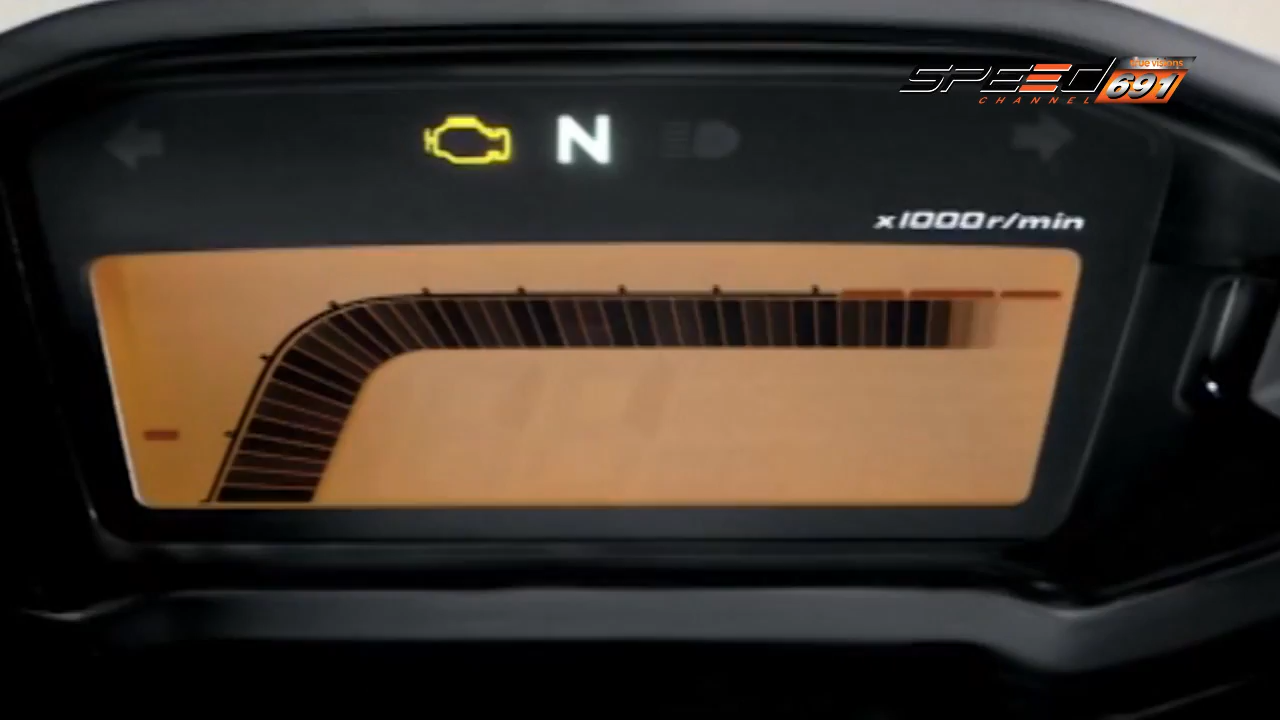 true visions
SPEED 691
CHANNEL
N
x1000r/min